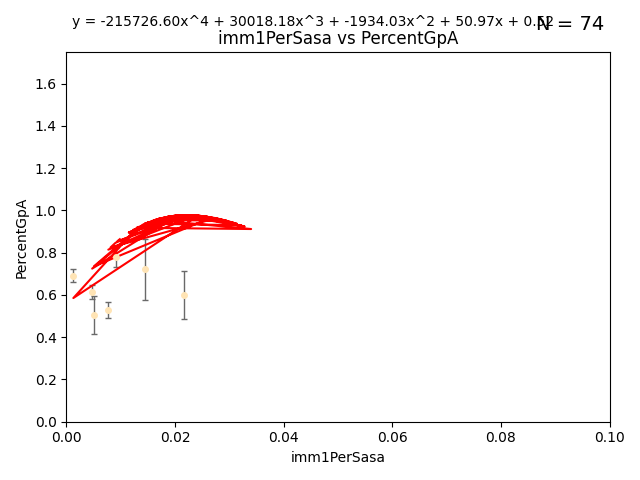 y = -215726.60x^4 + 30018.18x^3 + -1934.03x^2 + 50.97x + 0.52
N = 74
imm1PerSasa vs PercentGpA
1.6
1.4
1.2
1.0
0.8
0.6
0.4
0.2
0.0
PercentGpA
0.00 0.02 0.04 0.06 0.08 0.10
imm1PerSasa